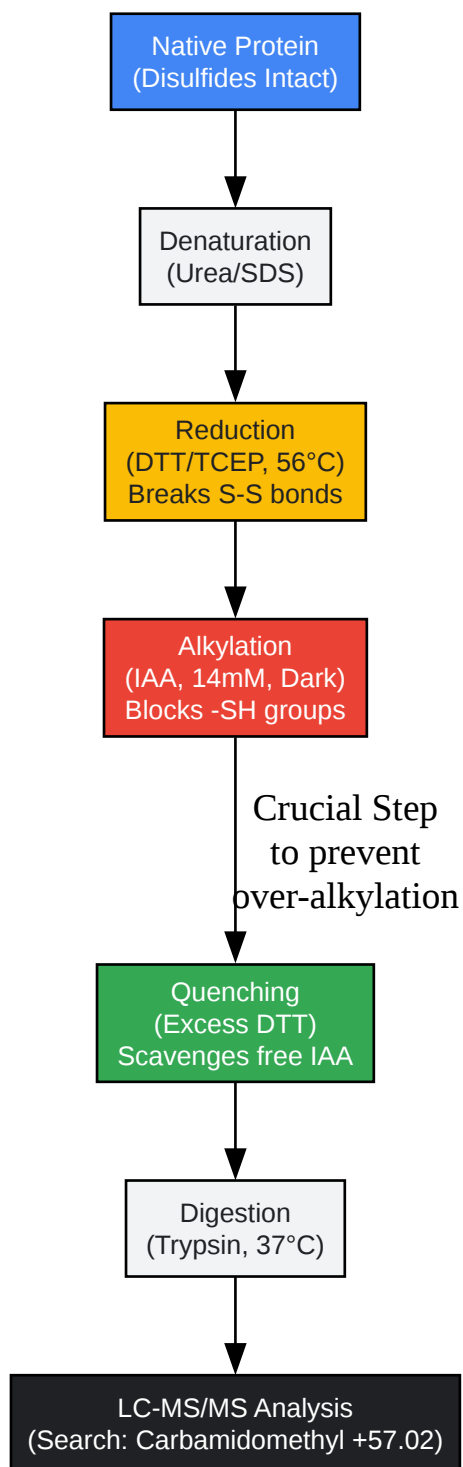 Native Protein
(Disulfides Intact)
Denaturation
(Urea/SDS)
Reduction
(DTT/TCEP, 56°C)
Breaks S-S bonds
Alkylation
(IAA, 14mM, Dark)
Blocks -SH groups
Crucial Step
to prevent
over-alkylation
Quenching
(Excess DTT)
Scavenges free IAA
Digestion
(Trypsin, 37°C)
LC-MS/MS Analysis
(Search: Carbamidomethyl +57.02)